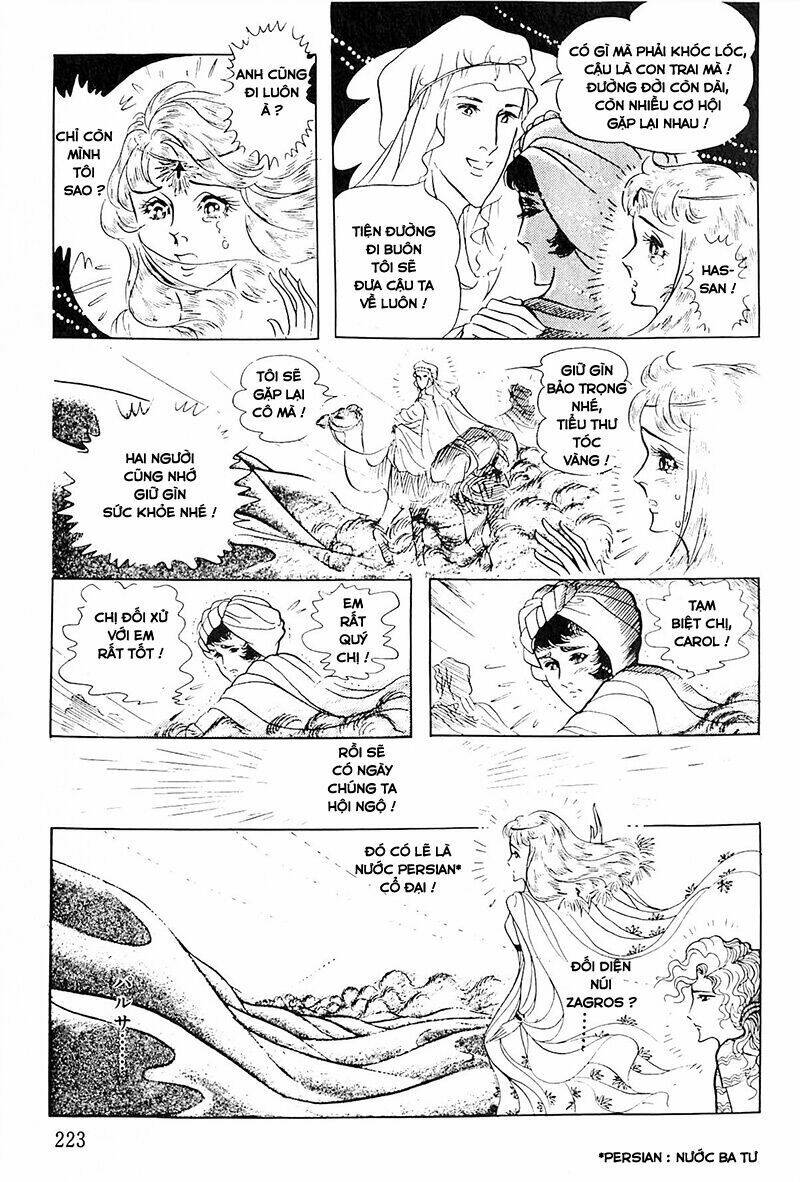 CÓ GÌ MÀ PHẢI KHÓC LÓC,
CẬU LÀ CON TRAI MÀ !
ĐƯỜNG ĐỜI CÒN DÀI,
CÒN NHIỀU CƠ HỘI
GẶP LẠI NHAU !
TIỆN ĐƯỜNG
ĐI BUÔN
TÔI SẼ
ĐƯA CẬU TA
VỀ LUÔN !
HAS-
SAN !
ANH CŨNG
ĐI LUÔN
À ?
CHỈ CÒN
MÌNH
TÔI
SAO ?
GIỮ GÌN
BẢO TRỌNG
NHÉ,
TIỂU THƯ
TÓC
VÀNG !
TÔI SẼ
GẶP LẠI
CÔ MÀ !
HAI NGƯỜI
CŨNG NHỚ
GIỮ GÌN
SỨC KHỎE NHÉ !
TẠM
BIỆT CHỊ,
CAROL !
EM
RẤT
QUÝ
CHỊ !
CHỊ ĐỐI XỬ
VỚI EM
RẤT TỐT !
RỒI SẼ
CÓ NGÀY
CHÚNG TA
HỘI NGỘ !
ĐÓ CÓ LẼ LÀ
NƯỚC PERSIAN*
CỔ ĐẠI !
ĐỐI DIỆN
NÚI
ZAGROS ?
......
パルサ……
223
*PERSIAN : NƯỚC BA TƯ